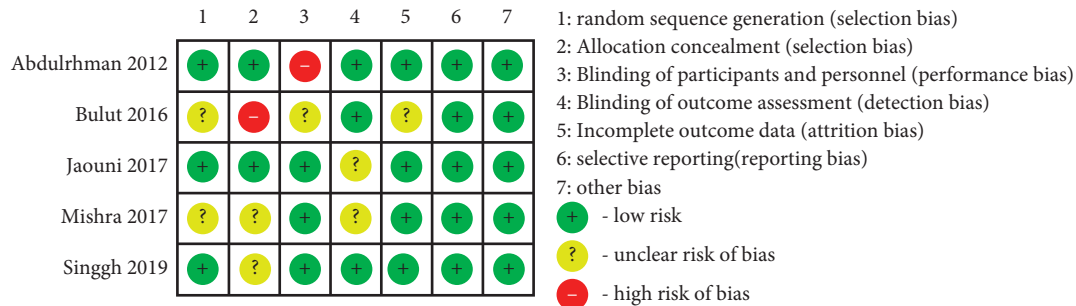 1 2 3 4 5 6 7
Abdulrhman 2012 + + – + + + +
Bulut 2016 ? – ? + ? + +
Jaouni 2017 + + + ? + + +
Mishra 2017 ? ? + ? + + +
Singgh 2019 + ? + + + + +
1: random sequence generation (selection bias)
2: Allocation concealment (selection bias)
3: Blinding of participants and personnel (performance bias)
4: Blinding of outcome assessment (detection bias)
5: Incomplete outcome data (attrition bias)
6: selective reporting(reporting bias)
7: other bias
+ - low risk
? - unclear risk of bias
– - high risk of bias